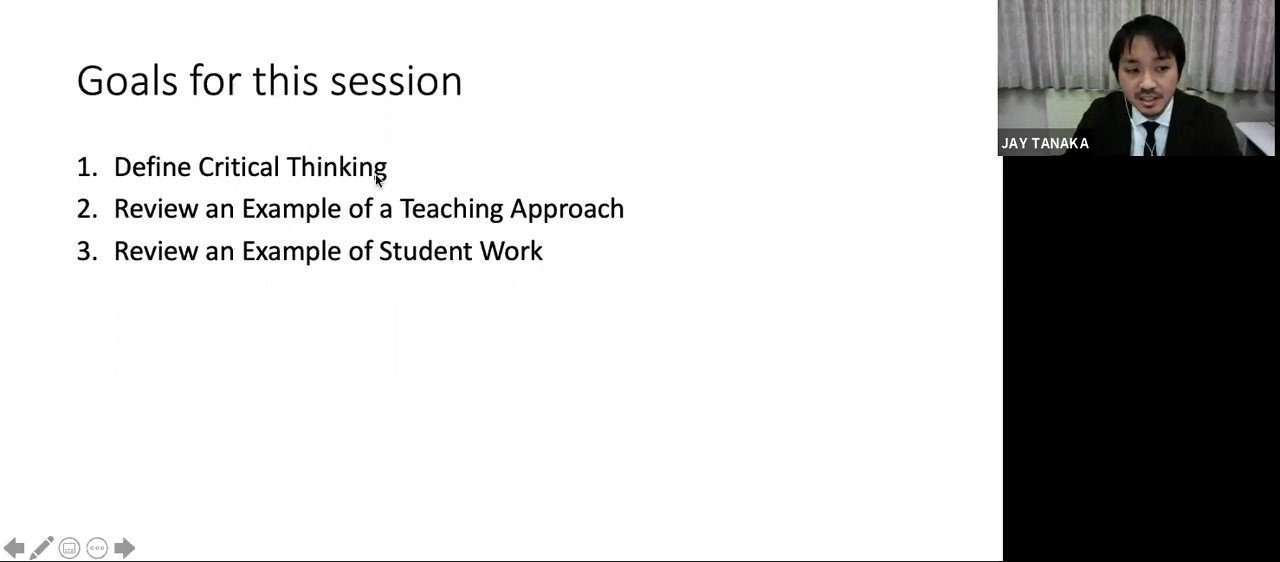 Goals for this session
1. Define Critical Thinking
2. Review an Example of a Teaching Approach
3. Review an Example of Student Work
JAY TANAKA